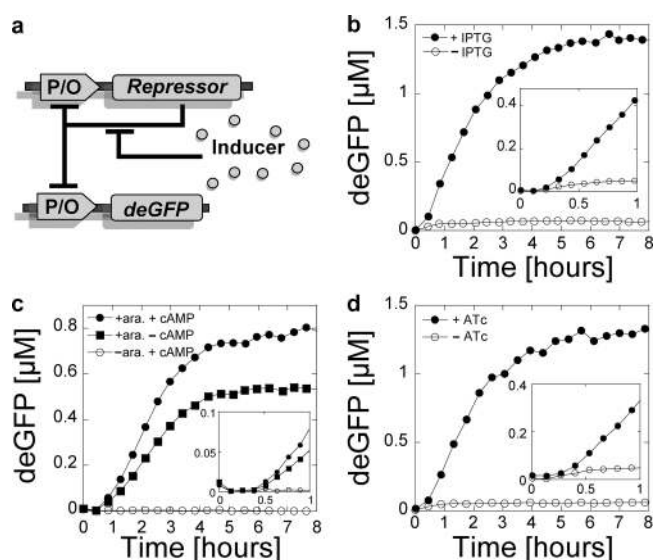 a
P/O
Repressor
Inducer
P/O
deGFP
b
deGFP [µM]
1.5
1
0.5
0
+ IPTG
− IPTG
0.4
0.2
0
0 0.5 1
0 1 2 3 4 5 6 7 8
Time [hours]
c
deGFP [µM]
0.8
0.6
0.4
0.2
0
+ara. + cAMP
+ara. − cAMP
−ara. + cAMP
0.1
0.05
0
0 0.5 1
0 1 2 3 4 5 6 7 8
Time [hours]
d
deGFP [µM]
1.5
1
0.5
0
+ ATc
− ATc
0.4
0.2
0
0 0.5 1
0 1 2 3 4 5 6 7 8
Time [hours]